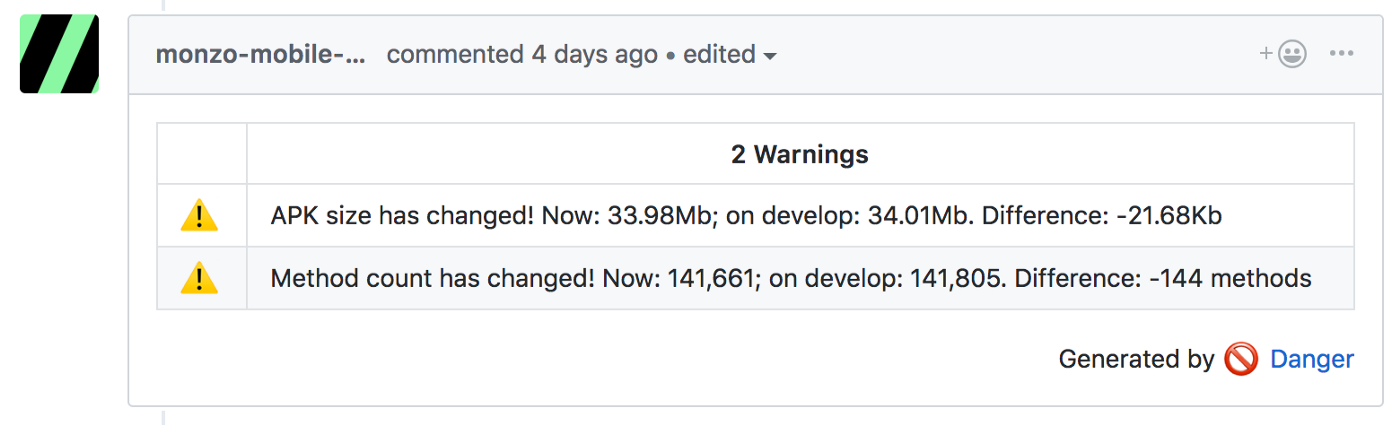 monzo-mobile-... commented 4 days ago • edited
2 Warnings
APK size has changed! Now: 33.98Mb; on develop: 34.01Mb. Difference: -21.68Kb
Method count has changed! Now: 141,661; on develop: 141,805. Difference: -144 methods
Generated by 🚫 Danger